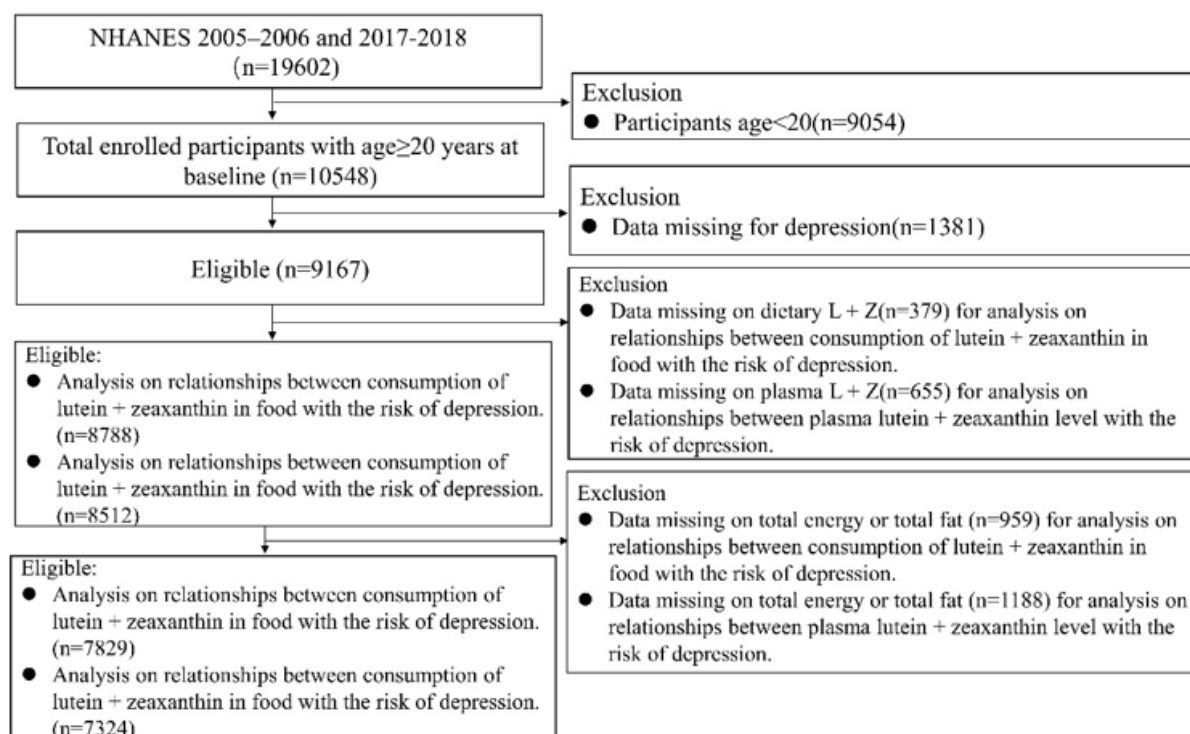 NHANES 2005–2006 and 2017-2018
(n=19602)
Exclusion
● Participants age<20(n=9054)
Total enrolled participants with age≥20 years at
baseline (n=10548)
Exclusion
● Data missing for depression(n=1381)
Eligible (n=9167)
Exclusion
● Data missing on dietary L + Z(n=379) for analysis on
relationships between consumption of lutein + zeaxanthin in
food with the risk of depression.
● Data missing on plasma L + Z(n=655) for analysis on
relationships between plasma lutein + zeaxanthin level with the
risk of depression.
Eligible:
● Analysis on relationships between consumption of
lutein + zeaxanthin in food with the risk of depression.
(n=8788)
● Analysis on relationships between consumption of
lutein + zeaxanthin in food with the risk of depression.
(n=8512)
Exclusion
● Data missing on total energy or total fat (n=959) for analysis on
relationships between consumption of lutein + zeaxanthin in
food with the risk of depression.
● Data missing on total energy or total fat (n=1188) for analysis on
relationships between plasma lutein + zeaxanthin level with the
risk of depression.
Eligible:
● Analysis on relationships between consumption of
lutein + zeaxanthin in food with the risk of depression.
(n=7829)
● Analysis on relationships between consumption of
lutein + zeaxanthin in food with the risk of depression.
(n=7324)